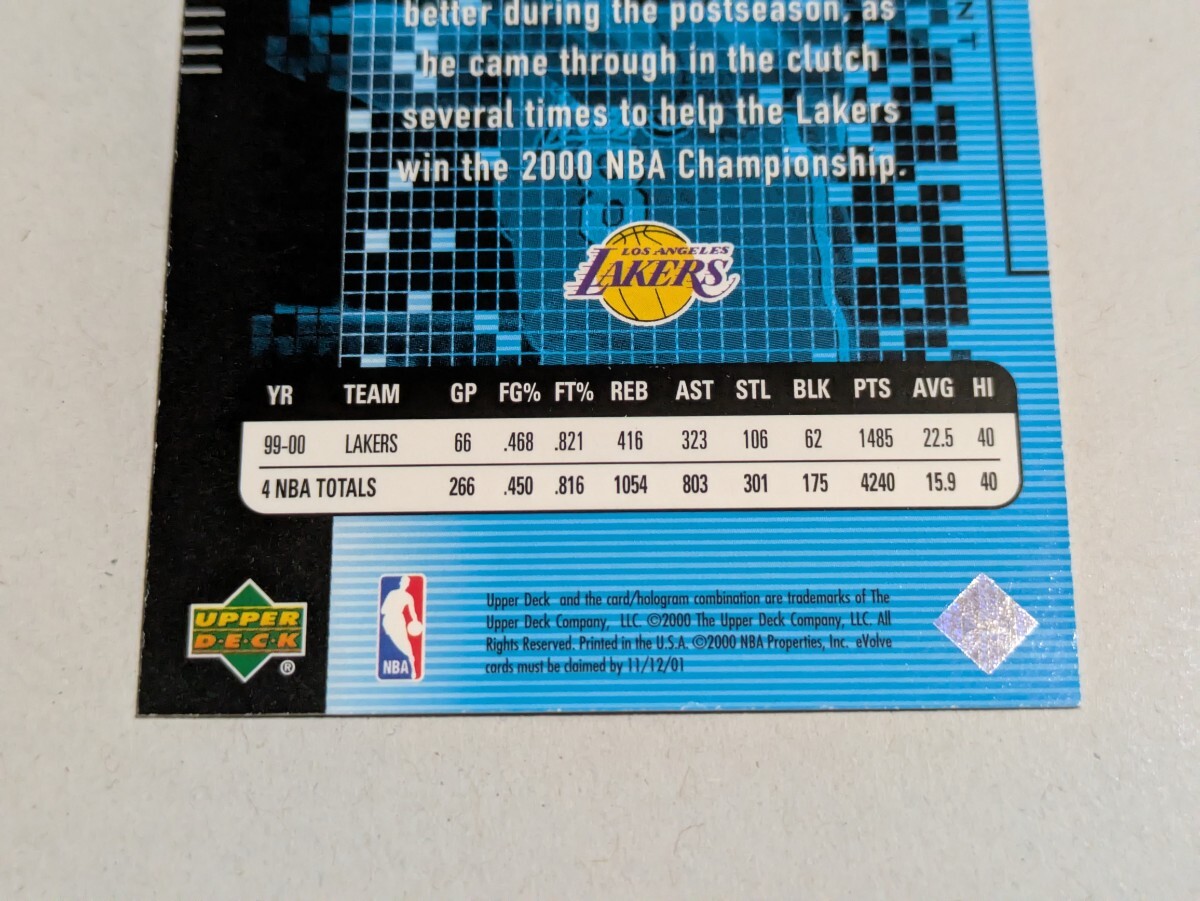 better during the postseason, as
he came through in the clutch
several times to help the Lakers
win the 2000 NBA Championship.
LOS ANGELES
LAKERS
YR TEAM GP FG% FT% REB AST STL BLK PTS AVG HI
99-00 LAKERS 66 .468 .821 416 323 106 62 1485 22.5 40
4 NBA TOTALS 266 .450 .816 1054 803 301 175 4240 15.9 40
UPPER
D·E·C·K
®
NBA
Upper Deck and the card/hologram combination are trademarks of The
Upper Deck Company, LLC. ©2000 The Upper Deck Company, LLC. All
Rights Reserved. Printed in the U.S.A. ©2000 NBA Properties, Inc. eVolve
cards must be claimed by 11/12/01